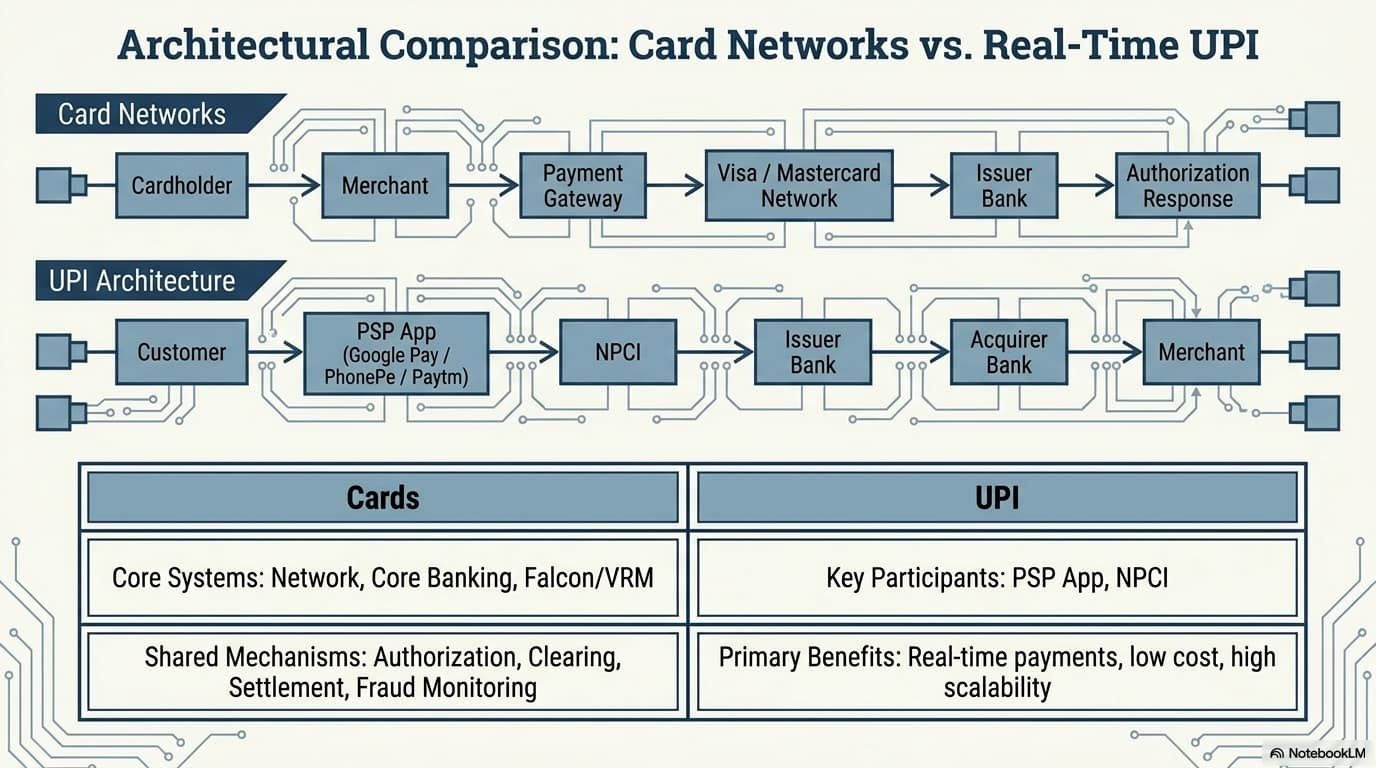 Architectural Comparison: Card Networks vs. Real-Time UPI
Card Networks
Cardholder
Merchant
Payment
Gateway
Visa / Mastercard
Network
Issuer
Bank
Authorization
Response
UPI Architecture
Customer
PSP App
(Google Pay /
PhonePe / Paytm)
NPCI
Issuer
Bank
Acquirer
Bank
Merchant
Cards
UPI
Core Systems: Network, Core Banking, Falcon/VRM
Key Participants: PSP App, NPCI
Shared Mechanisms: Authorization, Clearing,
Settlement, Fraud Monitoring
Primary Benefits: Real-time payments, low cost, high
scalability
NotebookLM